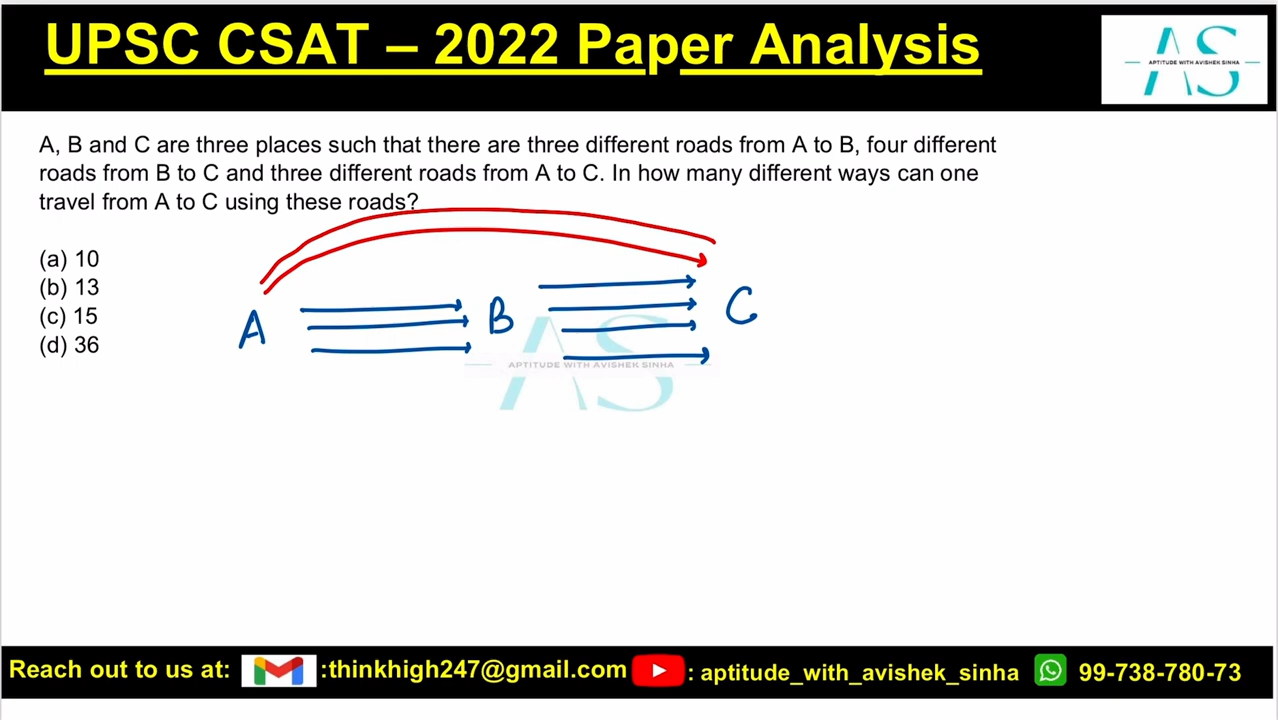 UPSC CSAT – 2022 Paper Analysis
AS
APTITUDE WITH AVISHEK SINHA
A, B and C are three places such that there are three different roads from A to B, four different
roads from B to C and three different roads from A to C. In how many different ways can one
travel from A to C using these roads?
(a) 10
(b) 13
(c) 15
(d) 36
A
B
C
AS
APTITUDE WITH AVISHEK SINHA
Reach out to us at: :thinkhigh247@gmail.com : aptitude_with_avishek_sinha 99-738-780-73